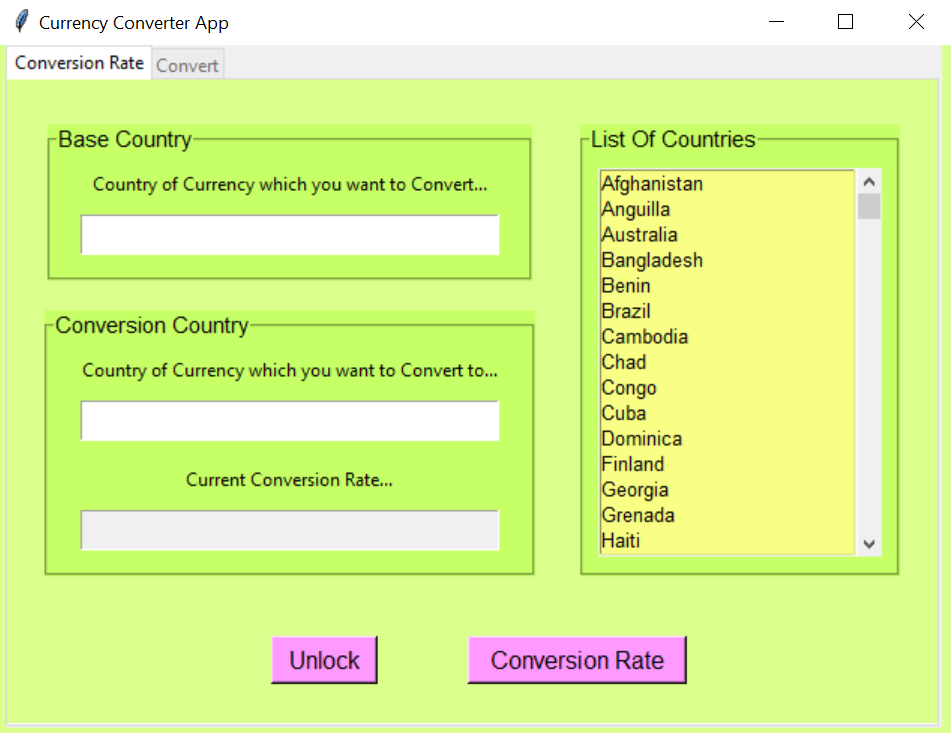 Currency Converter App
Conversion Rate
Convert
Base Country
Country of Currency which you want to Convert...
Conversion Country
Country of Currency which you want to Convert to...
Current Conversion Rate...
List Of Countries
Afghanistan
Anguilla
Australia
Bangladesh
Benin
Brazil
Cambodia
Chad
Congo
Cuba
Dominica
Finland
Georgia
Grenada
Haiti
Unlock
Conversion Rate